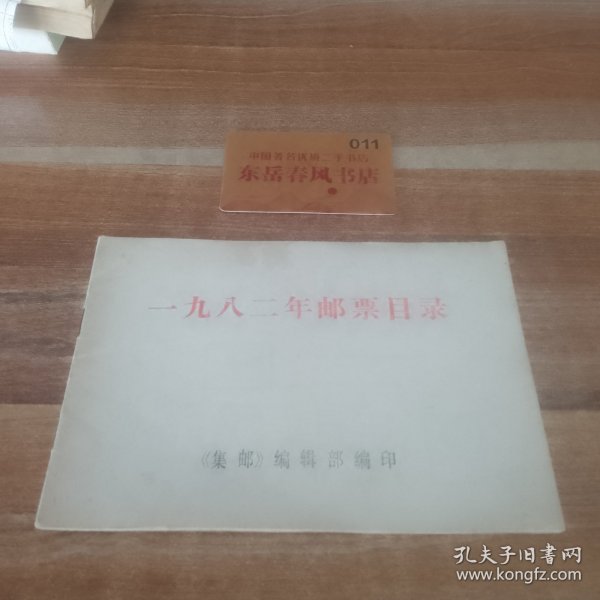 011
中国著名优质二手书店
东岳春风书店
一九八二年邮票目录
《集邮》编辑部编印
孔夫子旧书网
www.kongfz.com